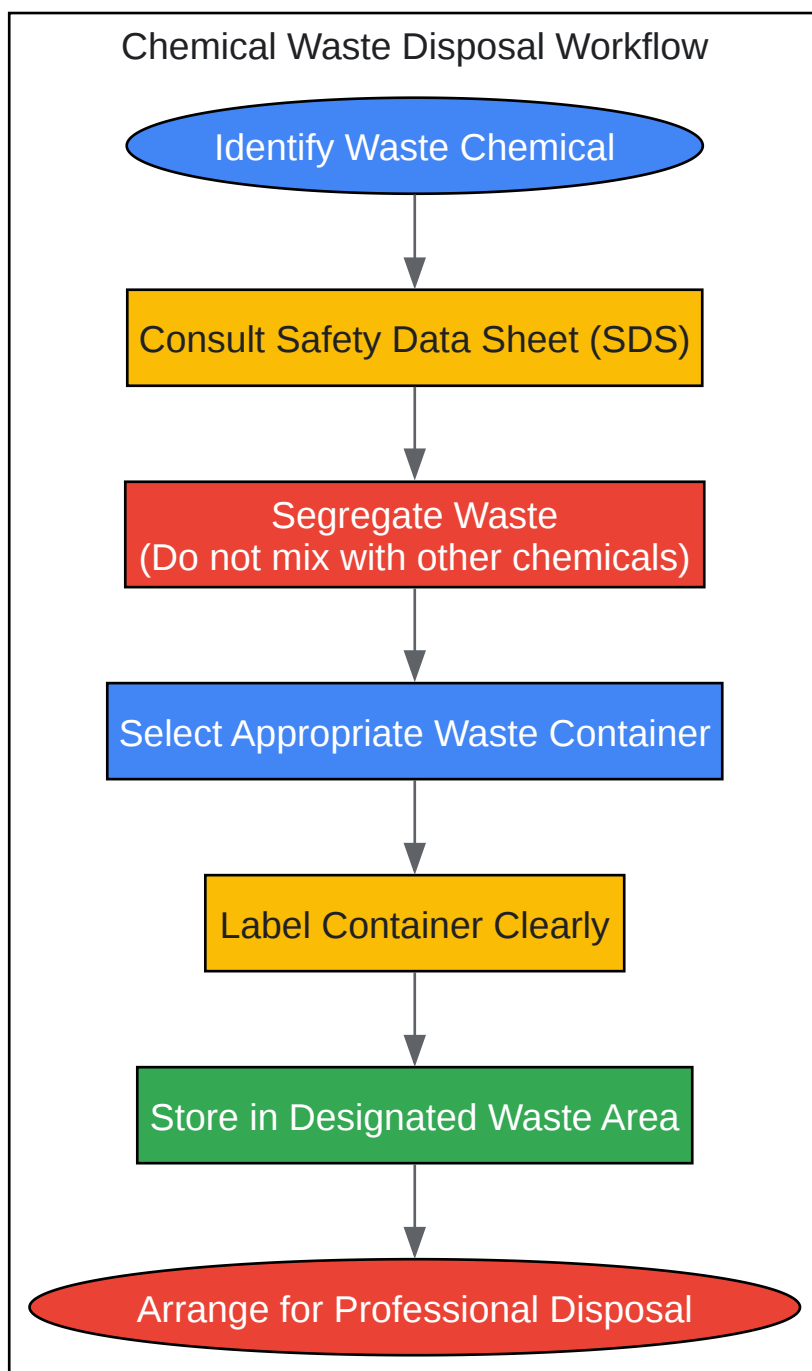 Chemical Waste Disposal Workflow
Identify Waste Chemical
Consult Safety Data Sheet (SDS)
Segregate Waste
(Do not mix with other chemicals)
Select Appropriate Waste Container
Label Container Clearly
Store in Designated Waste Area
Arrange for Professional Disposal